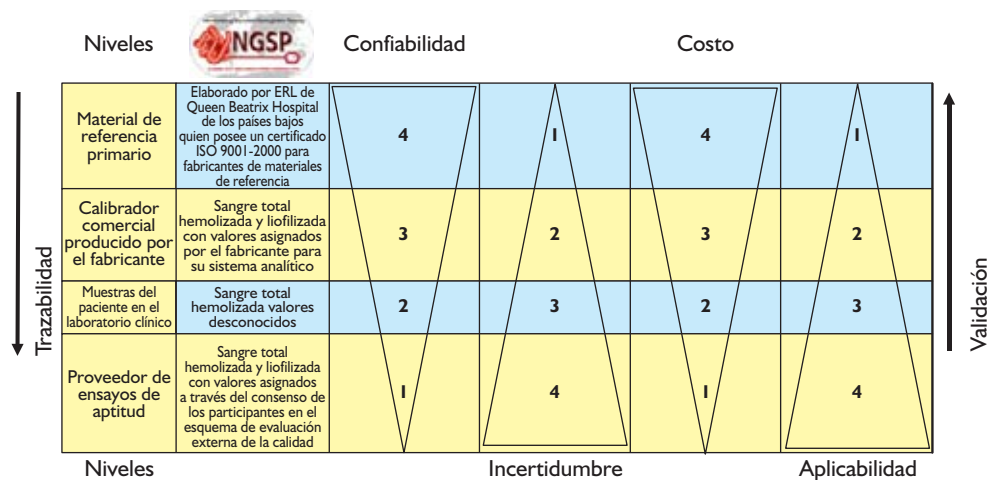 Niveles
NGSP
Confiabilidad
Costo
Trazabilidad
Material de
referencia
primario
Elaborado por ERL de
Queen Beatrix Hospital
de los países bajos
quien posee un certificado
ISO 9001-2000 para
fabricantes de materiales
de referencia
4
1
4
1
Calibrador
comercial
producido por
el fabricante
Sangre total
hemolizada y liofilizada
con valores asignados
por el fabricante para
su sistema analítico
3
2
3
2
Muestras del
paciente en el
laboratorio clínico
Sangre total
hemolizada valores
desconocidos
2
3
2
3
Proveedor de
ensayos de
aptitud
Sangre total
hemolizada y liofilizada
con valores asignados
a través del consenso de
los participantes en el
esquema de evaluación
externa de la calidad
1
4
1
4
Validación
Niveles
Incertidumbre
Aplicabilidad